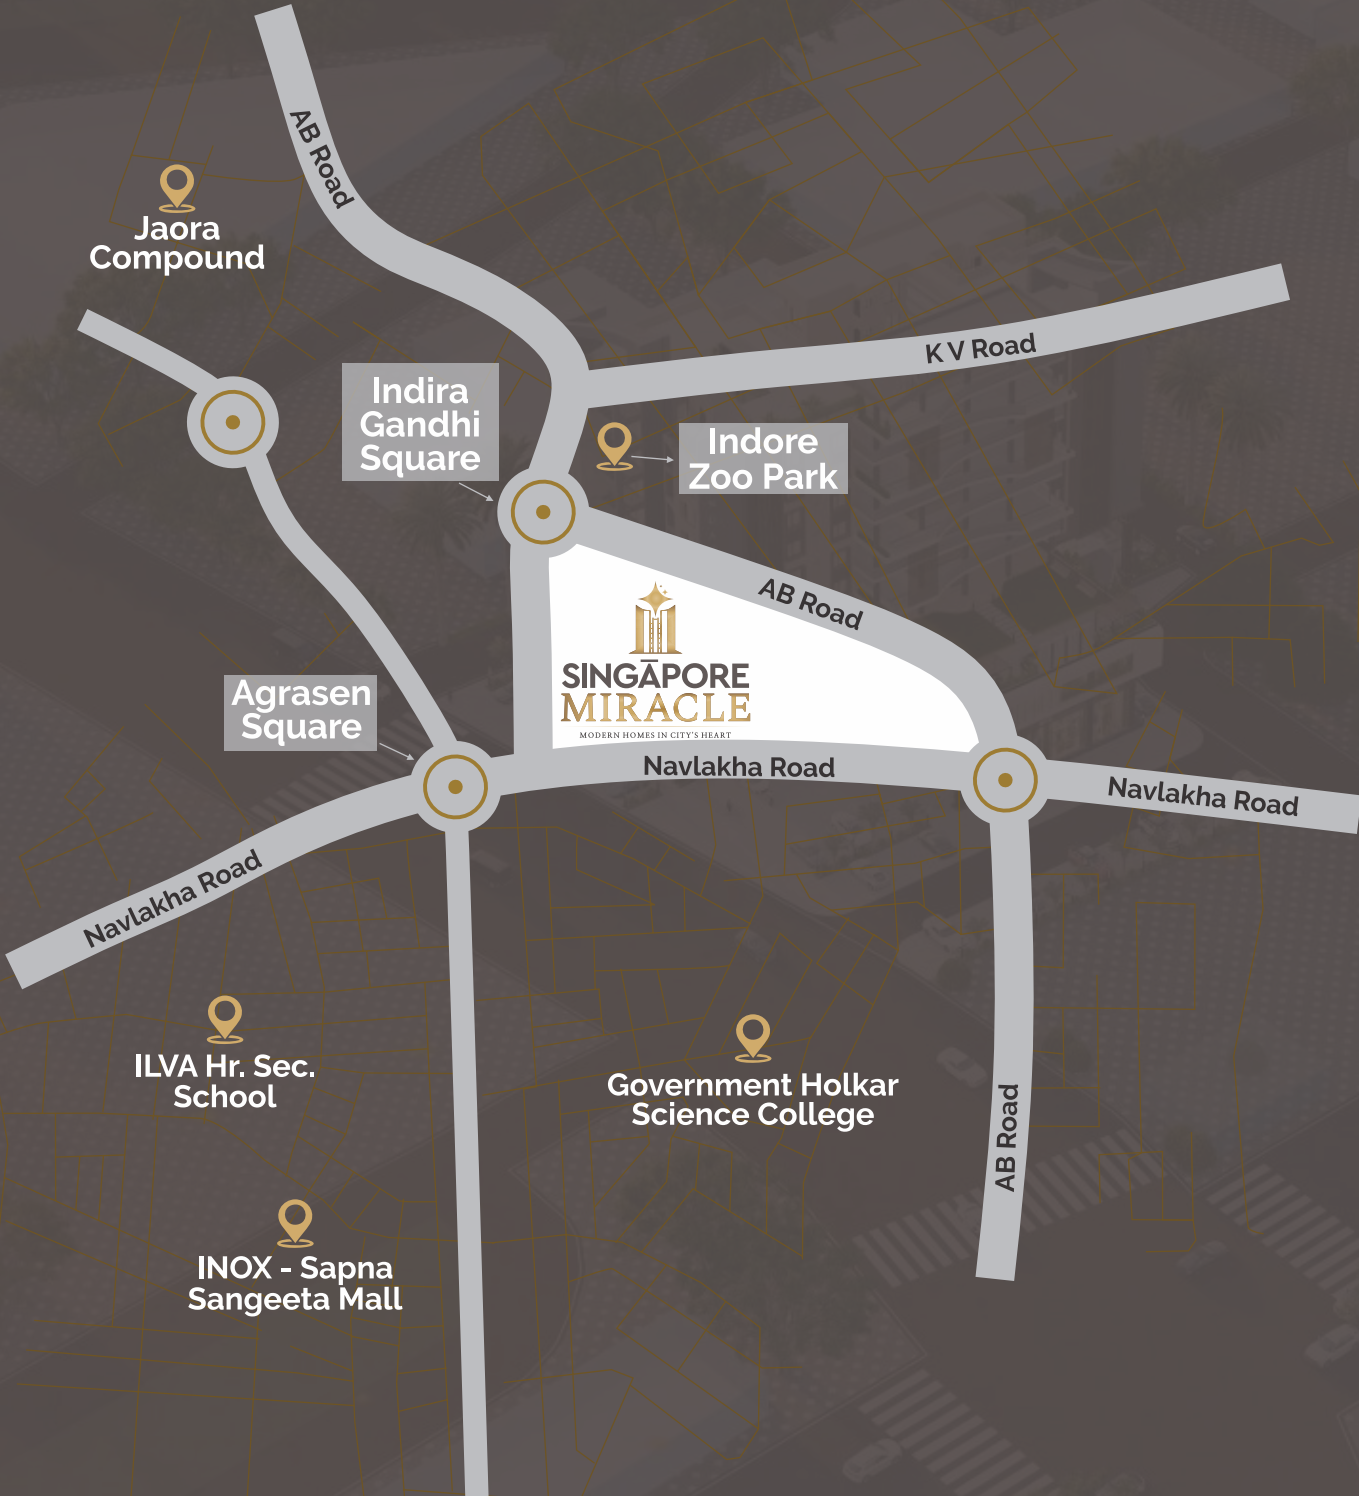 AB Road
Jaora
Compound
K V Road
Indira
Gandhi
Square
Indore
Zoo Park
AB Road
SINGĀPORE
MIRACLE
MODERN HOMES IN CITY'S HEART
Agrasen
Square
Navlakha Road
Navlakha Road
Navlakha Road
ILVA Hr. Sec.
School
Government Holkar
Science College
AB Road
INOX - Sapna
Sangeeta Mall